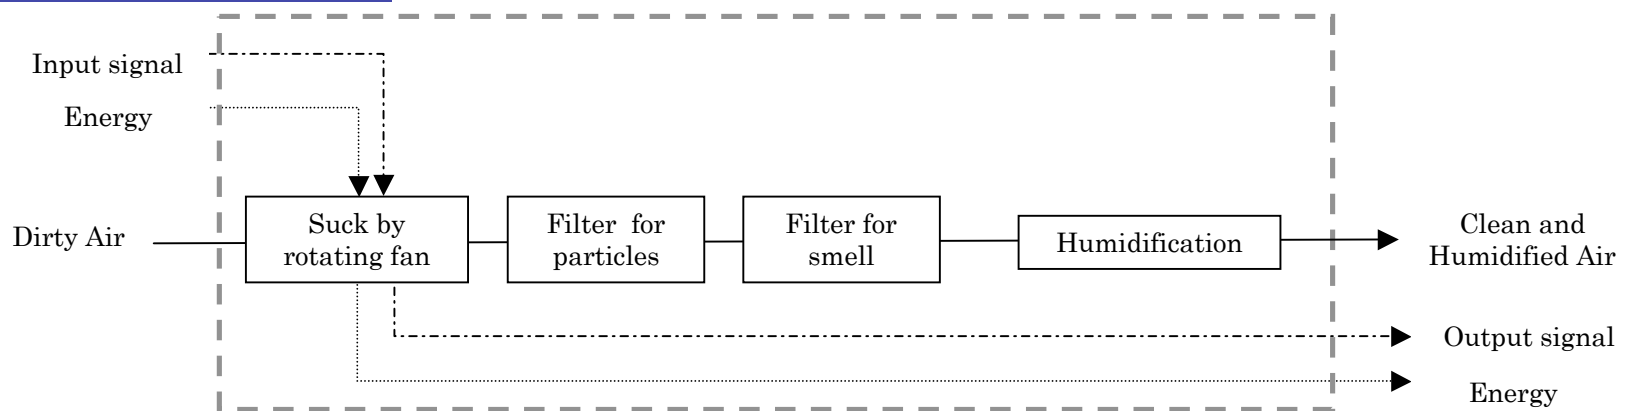 Input signal
Energy
Dirty Air
Suck by
rotating fan
Filter for
particles
Filter for
smell
Humidification
Clean and
Humidified Air
Output signal
Energy